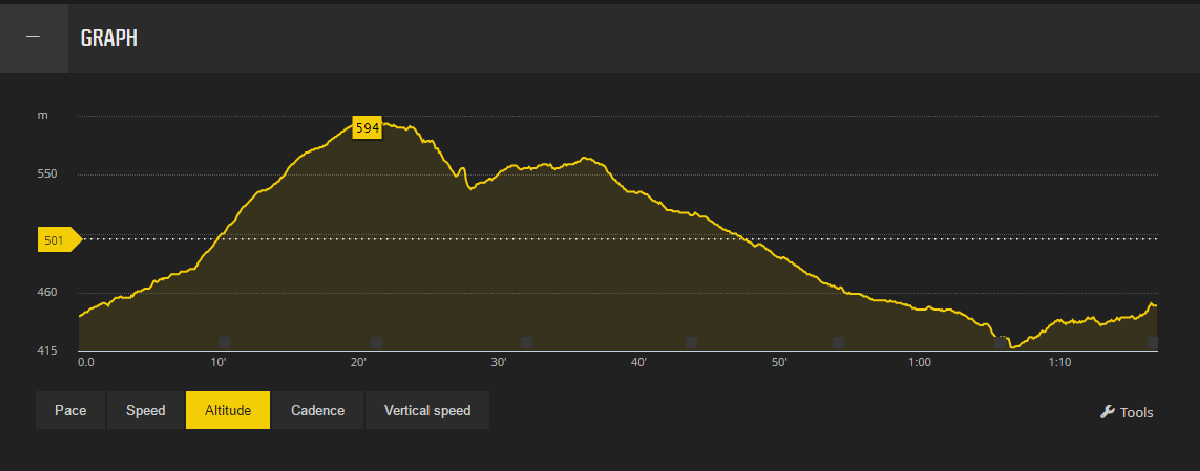 GRAPH
m
594
550
501
460
415
0.0 10' 20' 30' 40' 50' 1:00 1:10
Pace Speed Altitude Cadence Vertical speed Tools